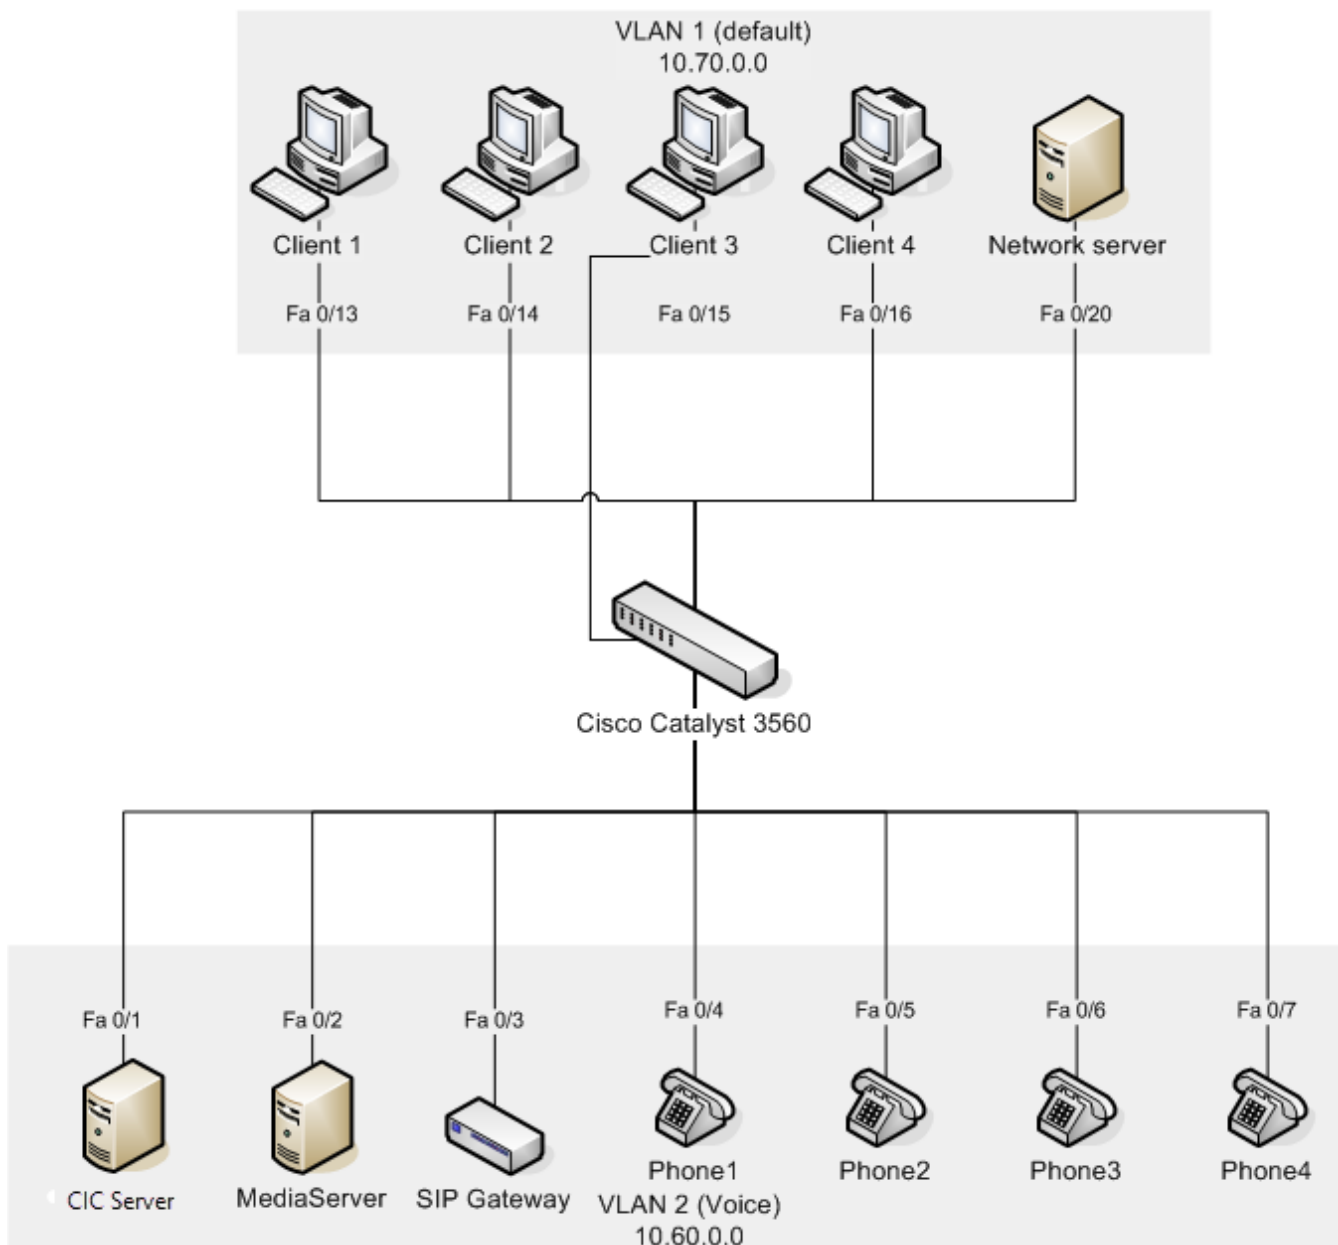 VLAN 1 (default)
10.70.0.0
Client 1
Client 2
Client 3
Client 4
Network server
Fa 0/13
Fa 0/14
Fa 0/15
Fa 0/16
Fa 0/20
Cisco Catalyst 3560
Fa 0/1
Fa 0/2
Fa 0/3
Fa 0/4
Fa 0/5
Fa 0/6
Fa 0/7
CIC Server
MediaServer
SIP Gateway
Phone1
Phone2
Phone3
Phone4
VLAN 2 (Voice)
10.60.0.0